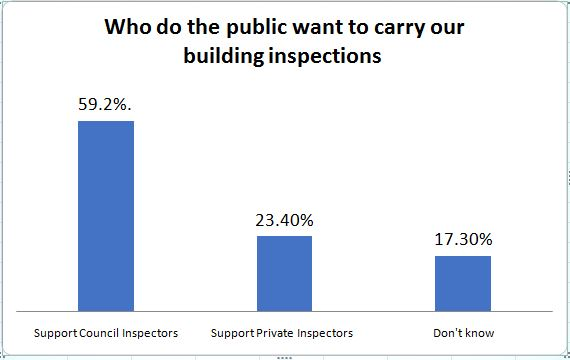 Who do the public want to carry our
building inspections
59.2%.
23.40%
17.30%
Support Council Inspectors
Support Private Inspectors
Don't know